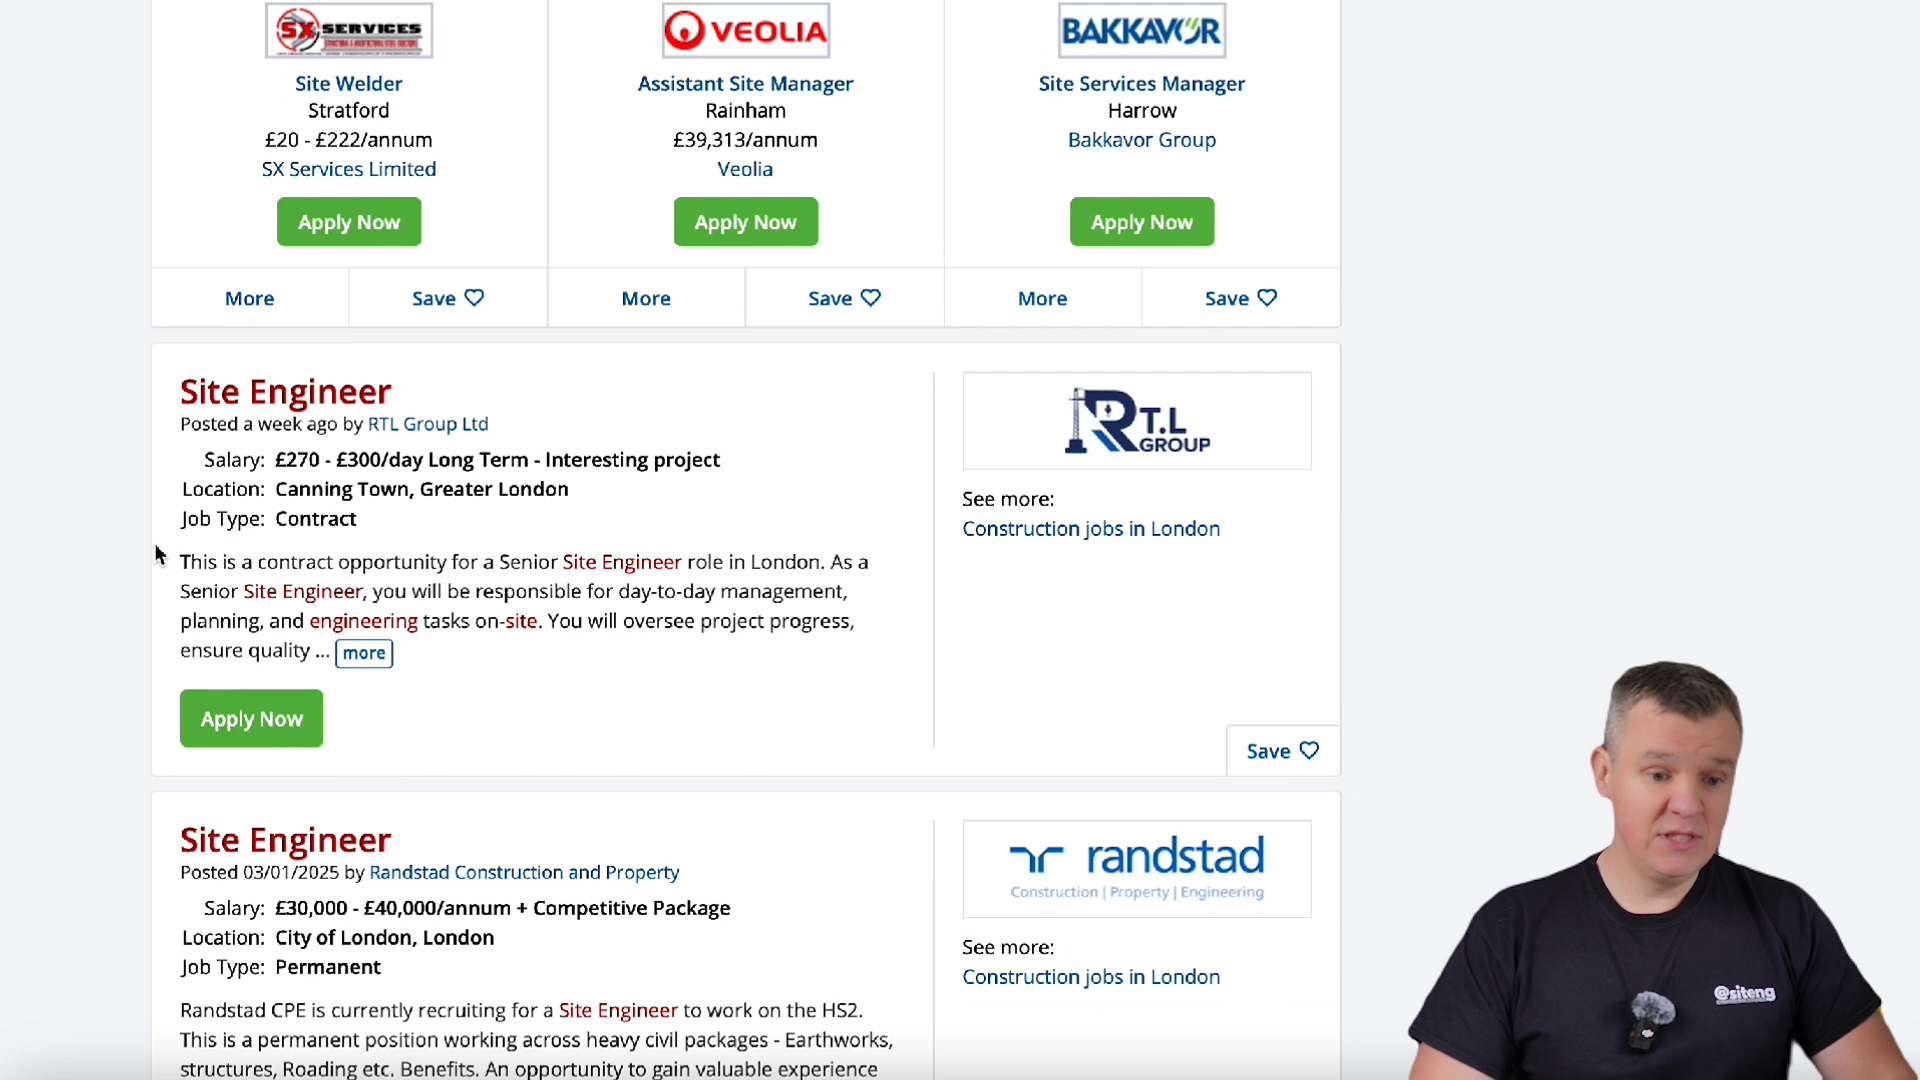 SX SERVICES
VEOLIA
BAKKAVOR
Site Welder
Stratford
£20 - £222/annum
SX Services Limited
Apply Now
Assistant Site Manager
Rainham
£39,313/annum
Veolia
Apply Now
Site Services Manager
Harrow
Bakkavor Group
Apply Now
More
Save
More
Save
More
Save
Site Engineer
Posted a week ago by RTL Group Ltd
Salary: £270 - £300/day Long Term - Interesting project
Location: Canning Town, Greater London
Job Type: Contract
This is a contract opportunity for a Senior Site Engineer role in London. As a
Senior Site Engineer, you will be responsible for day-to-day management,
planning, and engineering tasks on-site. You will oversee project progress,
ensure quality ... more
Apply Now
R T.L
GROUP
See more:
Construction jobs in London
Save
Site Engineer
Posted 03/01/2025 by Randstad Construction and Property
Salary: £30,000 - £40,000/annum + Competitive Package
Location: City of London, London
Job Type: Permanent
Randstad CPE is currently recruiting for a Site Engineer to work on the HS2.
This is a permanent position working across heavy civil packages - Earthworks,
structures, Roading etc. Benefits. An opportunity to gain valuable experience
randstad
Construction | Property | Engineering
See more:
Construction jobs in London
@siteng